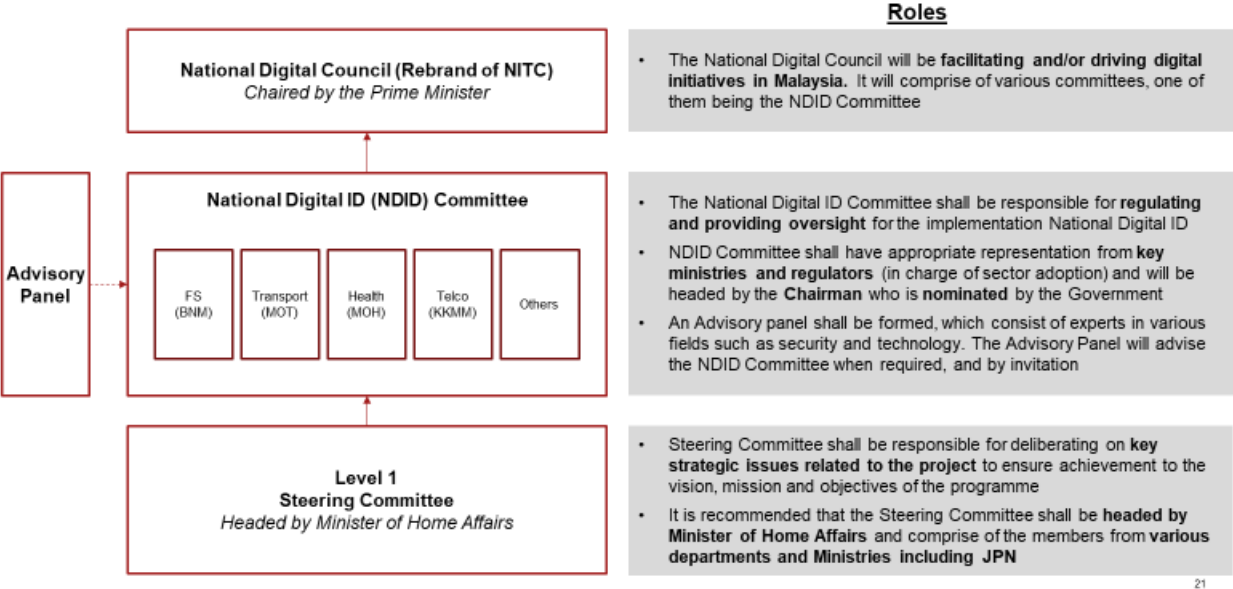 Roles
National Digital Council (Rebrand of NITC)
Chaired by the Prime Minister
• The National Digital Council will be facilitating and/or driving digital
initiatives in Malaysia. It will comprise of various committees, one of
them being the NDID Committee
Advisory
Panel
National Digital ID (NDID) Committee
FS
(BNM)
Transport
(MOT)
Health
(MOH)
Telco
(KKMM)
Others
• The National Digital ID Committee shall be responsible for regulating
and providing oversight for the implementation National Digital ID
• NDID Committee shall have appropriate representation from key
ministries and regulators (in charge of sector adoption) and will be
headed by the Chairman who is nominated by the Government
• An Advisory panel shall be formed, which consist of experts in various
fields such as security and technology. The Advisory Panel will advise
the NDID Committee when required, and by invitation
Level 1
Steering Committee
Headed by Minister of Home Affairs
• Steering Committee shall be responsible for deliberating on key
strategic issues related to the project to ensure achievement to the
vision, mission and objectives of the programme
• It is recommended that the Steering Committee shall be headed by
Minister of Home Affairs and comprise of the members from various
departments and Ministries including JPN
21